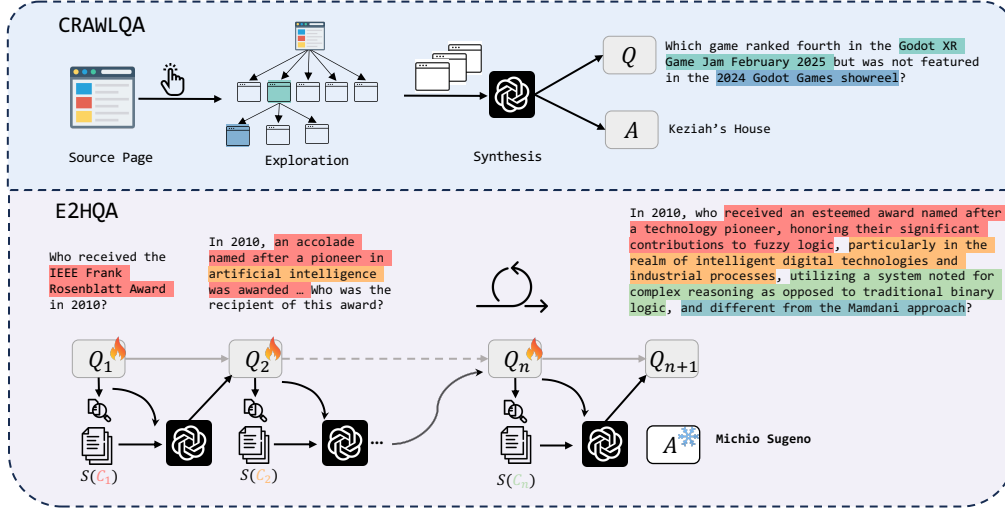 CRAWLQA
Source Page
Exploration
Synthesis
Q
Which game ranked fourth in the Godot XR
Game Jam February 2025 but was not featured
in the 2024 Godot Games showreel?
A
Keziah's House
E2HQA
Who received the
IEEE Frank
Rosenblatt Award
in 2010?
In 2010, an accolade
named after a pioneer in
artificial intelligence
was awarded … Who was the
recipient of this award?
In 2010, who received an esteemed award named after
a technology pioneer, honoring their significant
contributions to fuzzy logic, particularly in the
realm of intelligent digital technologies and
industrial processes, utilizing a system noted for
complex reasoning as opposed to traditional binary
logic, and different from the Mamdani approach?
Q1
Q2
Qn
Qn+1
...
A
Michio Sugeno
S(C1)
S(C2)
S(Cn)